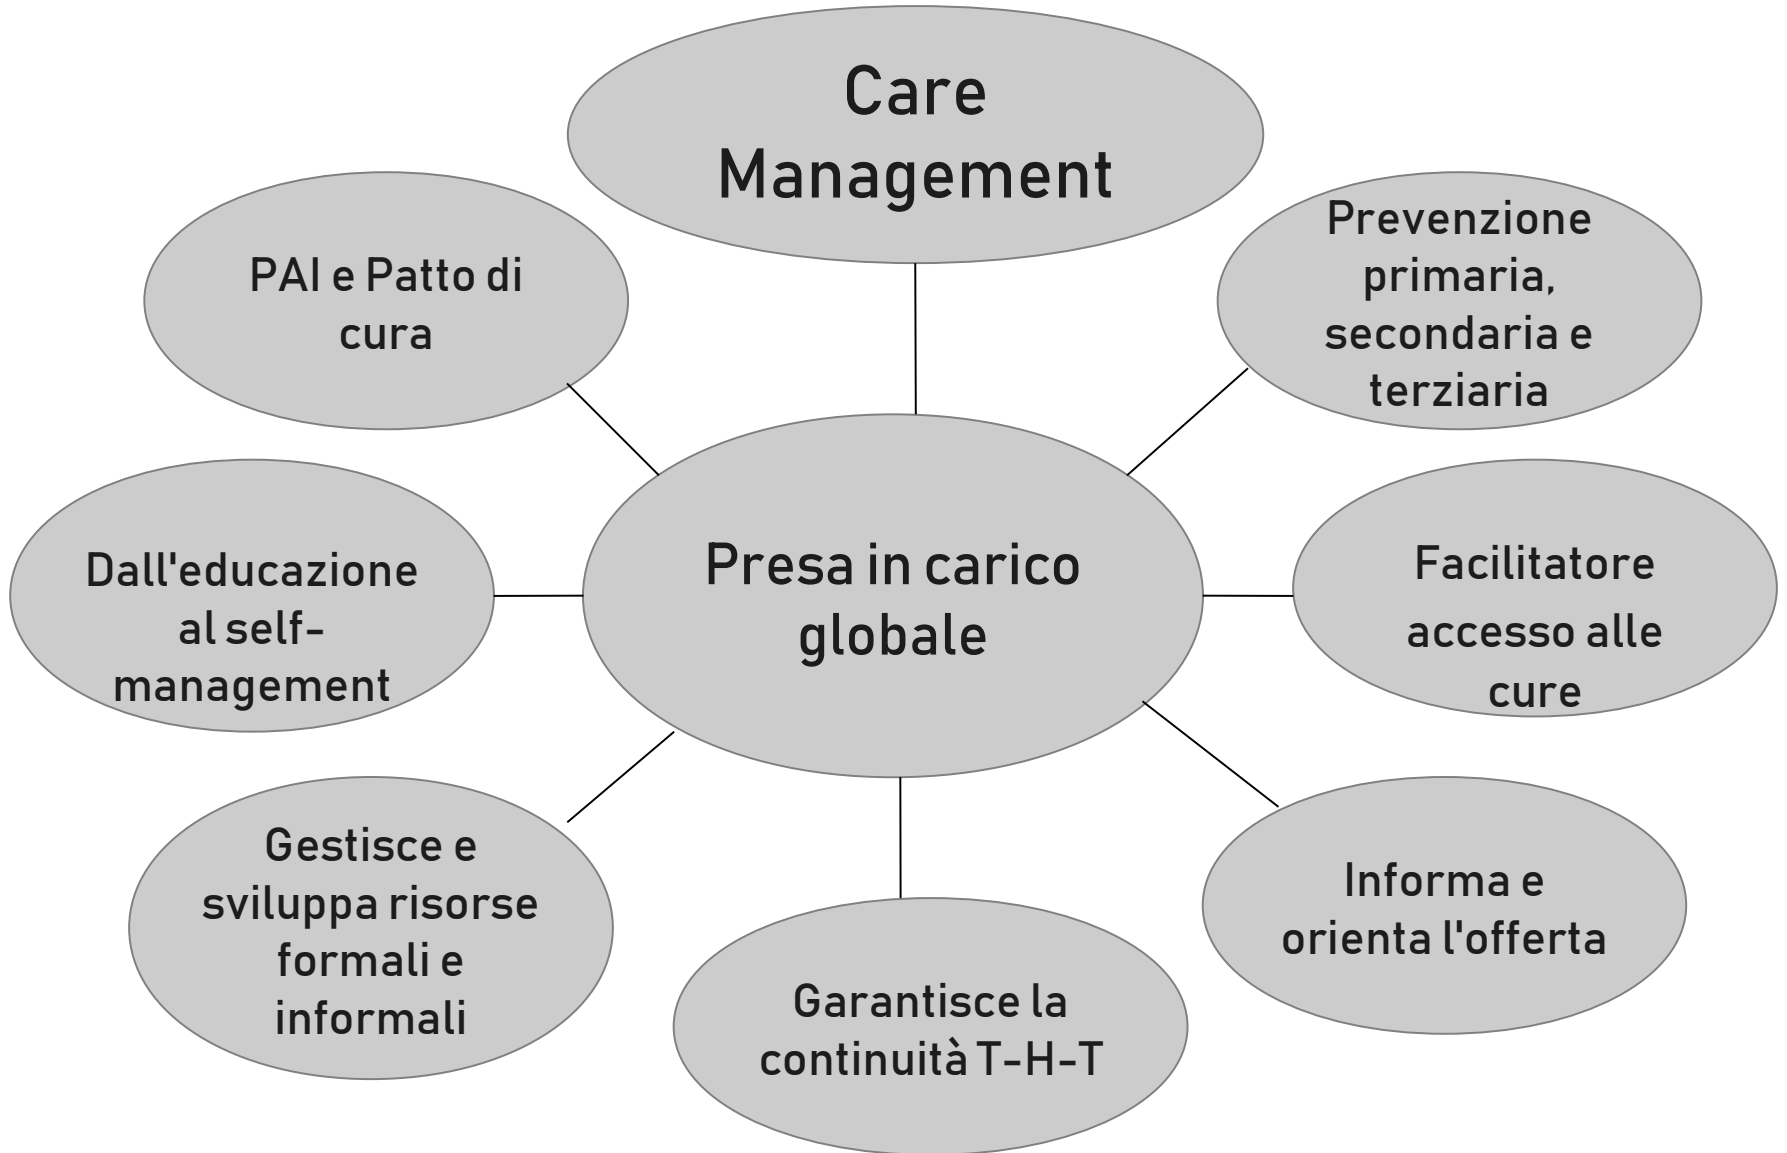 Care
Management
PAI e Patto di
cura
Prevenzione
primaria,
secondaria e
terziaria
Dall'educazione
al self-
management
Presa in carico
globale
Facilitatore
accesso alle
cure
Gestisce e
sviluppa risorse
formali e
informali
Garantisce la
continuità T-H-T
Informa e
orienta l'offerta